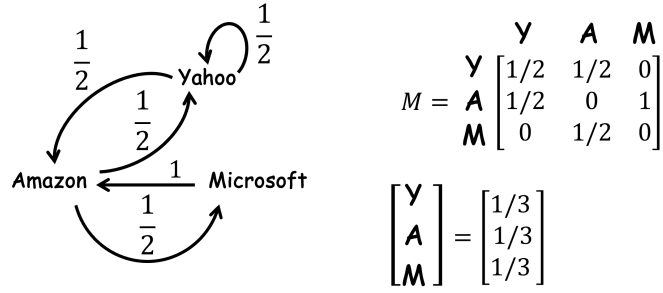 1/2
1/2
Yahoo
1/2
Amazon
1
Microsoft
1/2
Y A M
M = Y [1/2 1/2 0]
A [1/2 0 1]
M [0 1/2 0]
[Y] [1/3]
[A] = [1/3]
[M] [1/3]